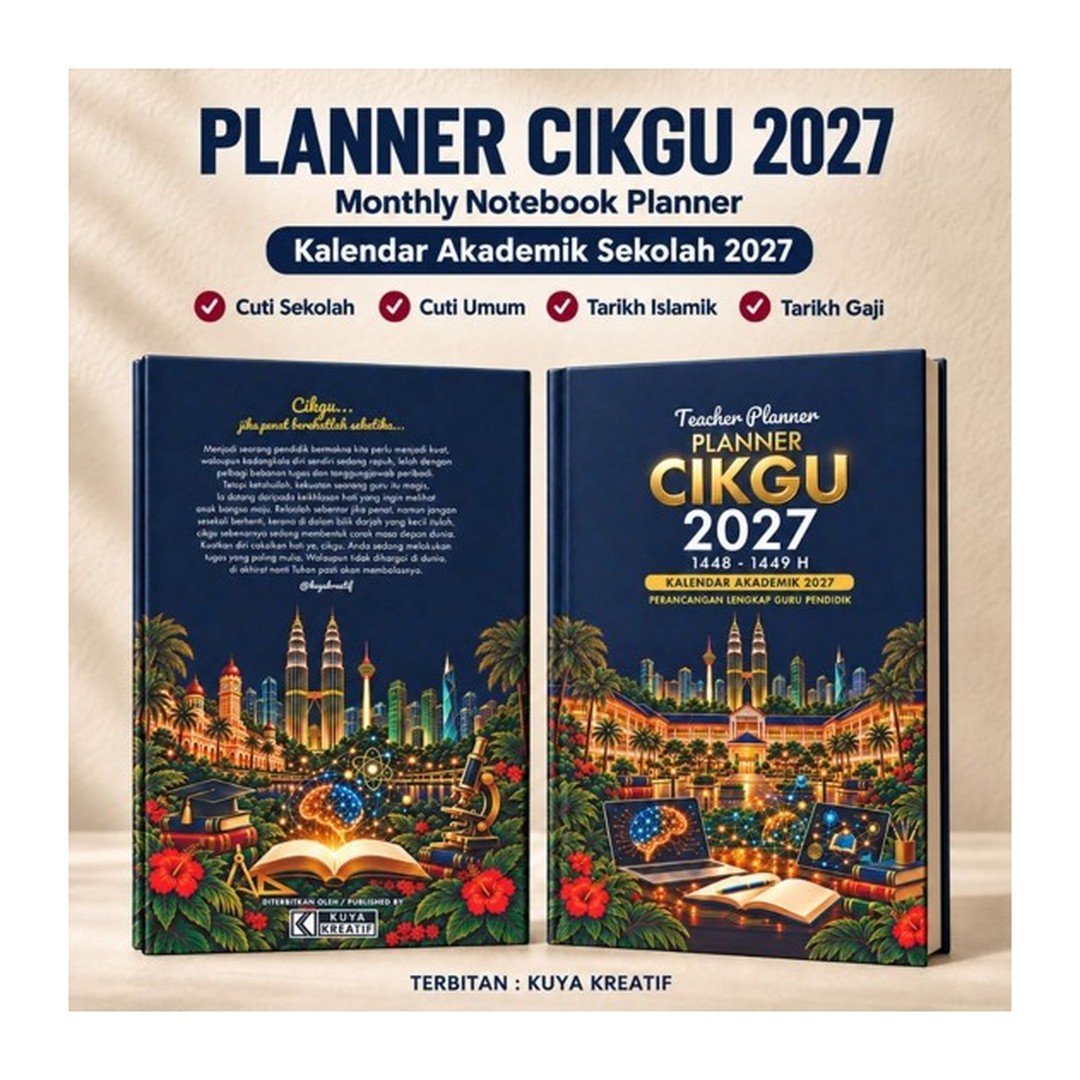 PLANNER CIKGU 2027
Monthly Notebook Planner
Kalendar Akademik Sekolah 2027
Cuti Sekolah
Cuti Umum
Tarikh Islamik
Tarikh Gaji
Cikgu...
jika penat berehatlah seketika...
Menjadi seorang pendidik bermakna kita perlu menjadi kuat,
walaupun kadangkala diri sendiri sedang rapuh, lelah dengan
pelbagai bebanan tugas dan tanggungjawab peribadi.
Tetapi ketahuilah, kekuatan seorang guru itu magis,
Ia datang daripada keikhlasan hati yang ingin melihat
anak bangsa maju. Rehatlah sebentar jika penat, namun jangan
sesekali berhenti, kerana di dalam bilik darjah yang kecil itulah,
cikgu sebenarnya sedang membentuk corak masa depan dunia.
Kuatkan diri cekalkan hati ye, cikgu. Anda sedang melakukan
tugas yang paling mulia. Walaupun tidak dihargai di dunia,
di akhirat nanti Tuhan pasti akan membalasnya.
@kuyakreatif
DITERBITKAN OLEH / PUBLISHED BY
KUYA
KREATIF
Teacher Planner
PLANNER
CIKGU
2027
1448 - 1449 H
KALENDAR AKADEMIK 2027
PERANCANGAN LENGKAP GURU PENDIDIK
TERBITAN : KUYA KREATIF